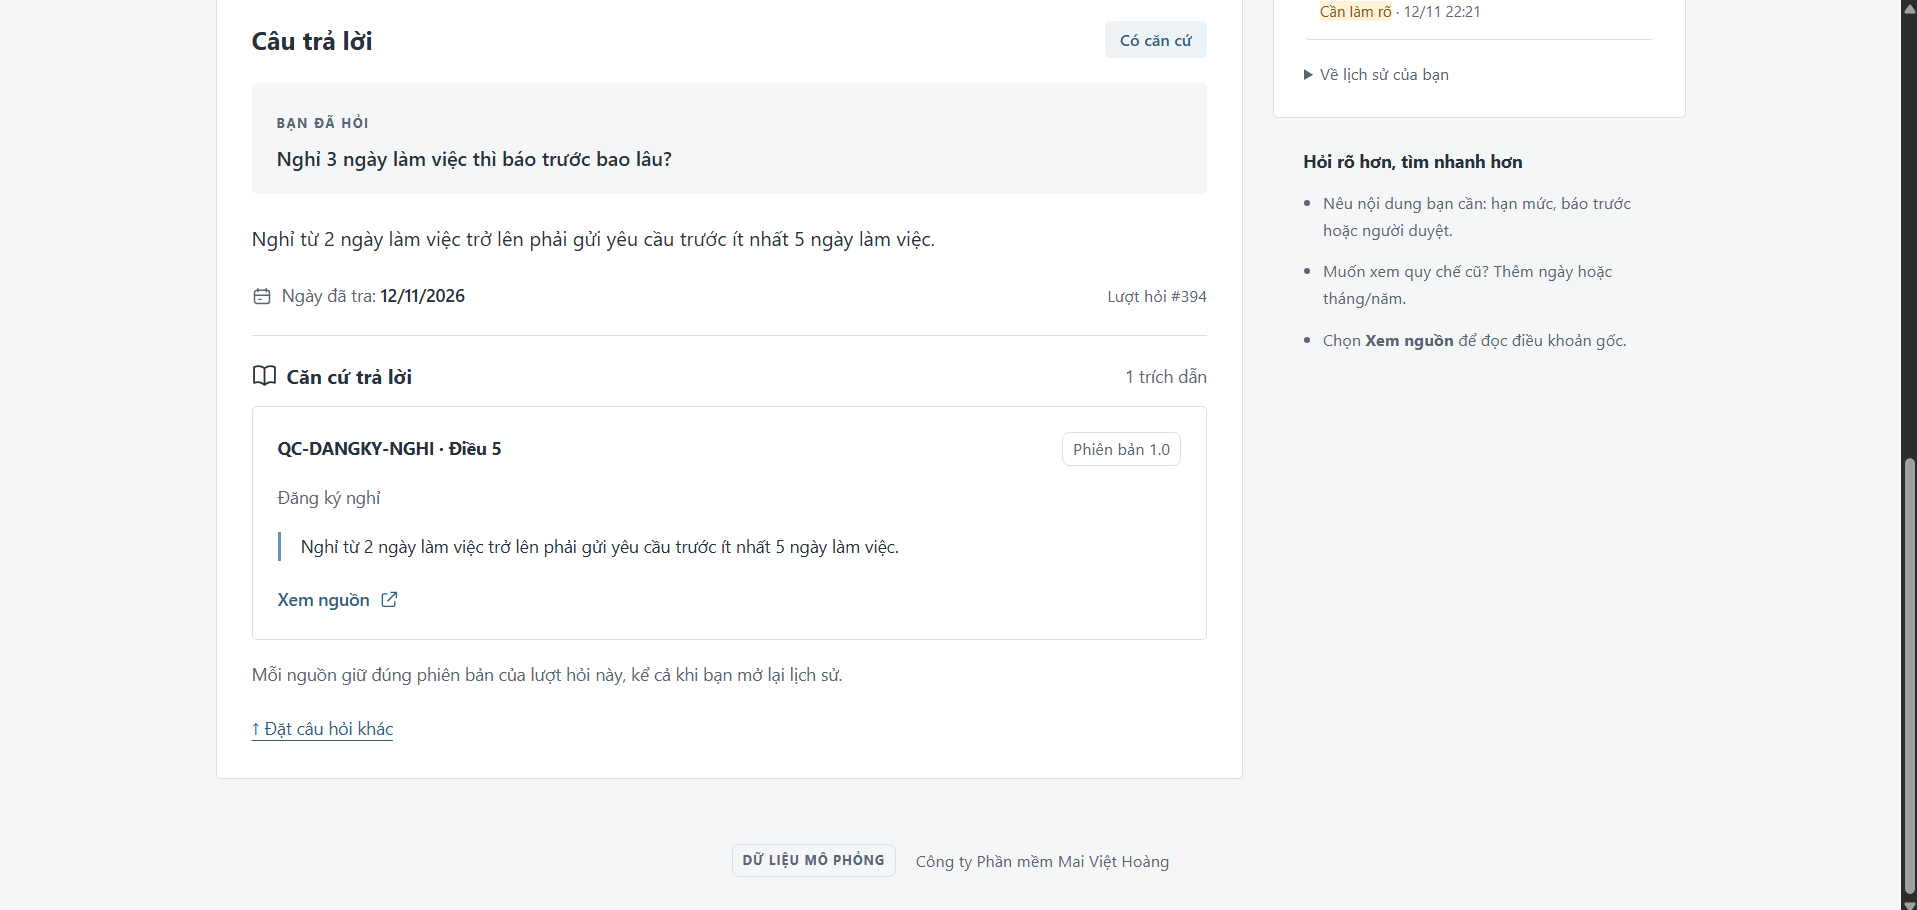 Câu trả lời
Có căn cứ
BẠN ĐÃ HỎI
Nghỉ 3 ngày làm việc thì báo trước bao lâu?
Nghỉ từ 2 ngày làm việc trở lên phải gửi yêu cầu trước ít nhất 5 ngày làm việc.
Ngày đã tra: 12/11/2026
Lượt hỏi #394
Căn cứ trả lời
1 trích dẫn
QC-DANGKY-NGHI · Điều 5
Phiên bản 1.0
Đăng ký nghỉ
Nghỉ từ 2 ngày làm việc trở lên phải gửi yêu cầu trước ít nhất 5 ngày làm việc.
Xem nguồn
Mỗi nguồn giữ đúng phiên bản của lượt hỏi này, kể cả khi bạn mở lại lịch sử.
↑ Đặt câu hỏi khác
Cần làm rõ · 12/11 22:21
▶ Về lịch sử của bạn
Hỏi rõ hơn, tìm nhanh hơn
• Nêu nội dung bạn cần: hạn mức, báo trước
hoặc người duyệt.
• Muốn xem quy chế cũ? Thêm ngày hoặc
tháng/năm.
• Chọn Xem nguồn để đọc điều khoản gốc.
DỮ LIỆU MÔ PHỎNG
Công ty Phần mềm Mai Việt Hoàng